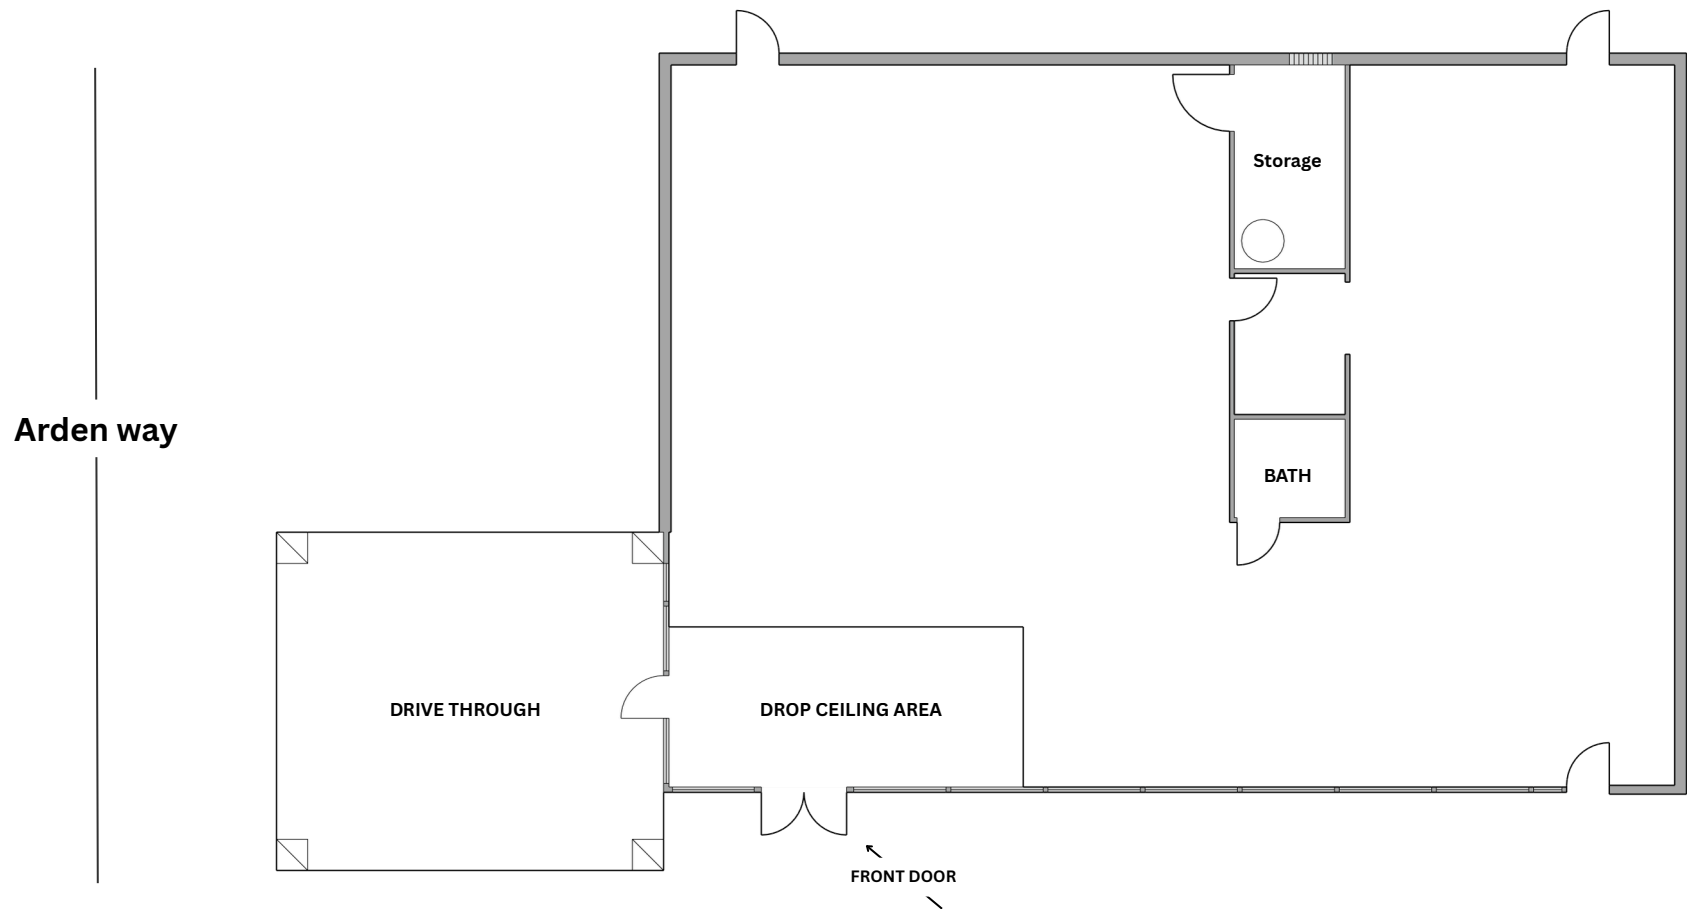 Storage
Arden way
BATH
DRIVE THROUGH
DROP CEILING AREA
FRONT DOOR